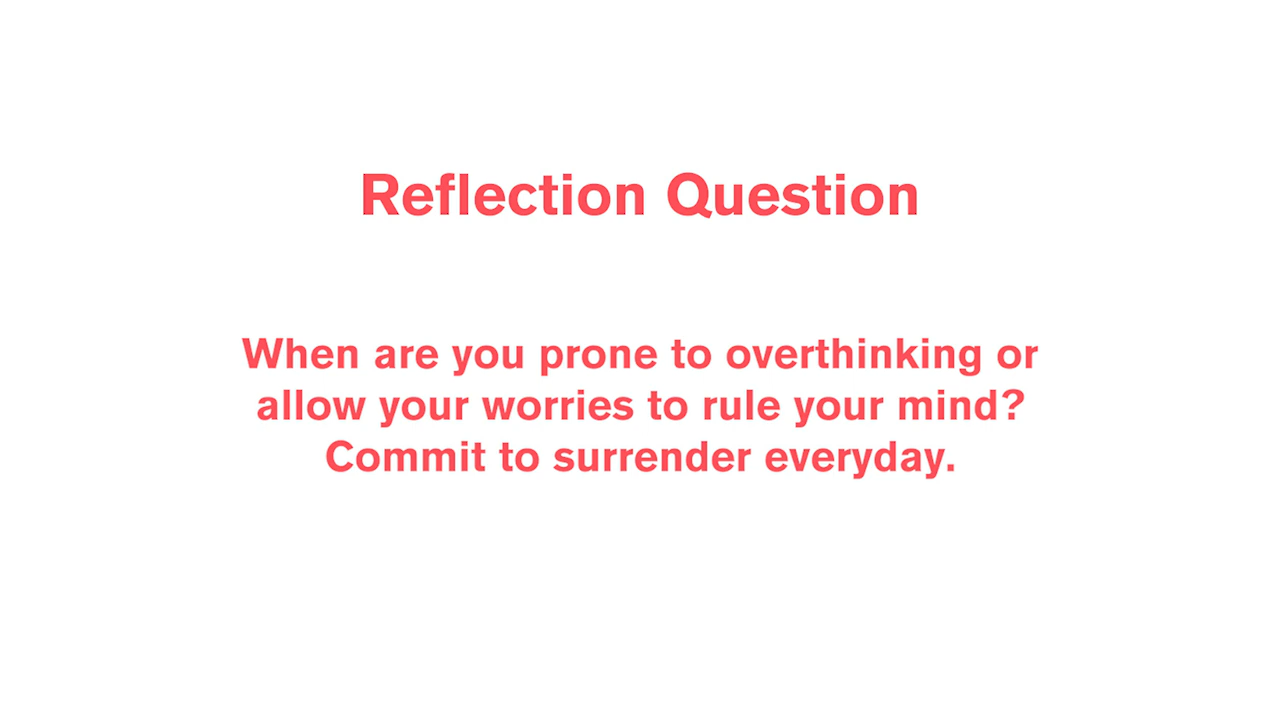 Reflection Question
When are you prone to overthinking or
allow your worries to rule your mind?
Commit to surrender everyday.